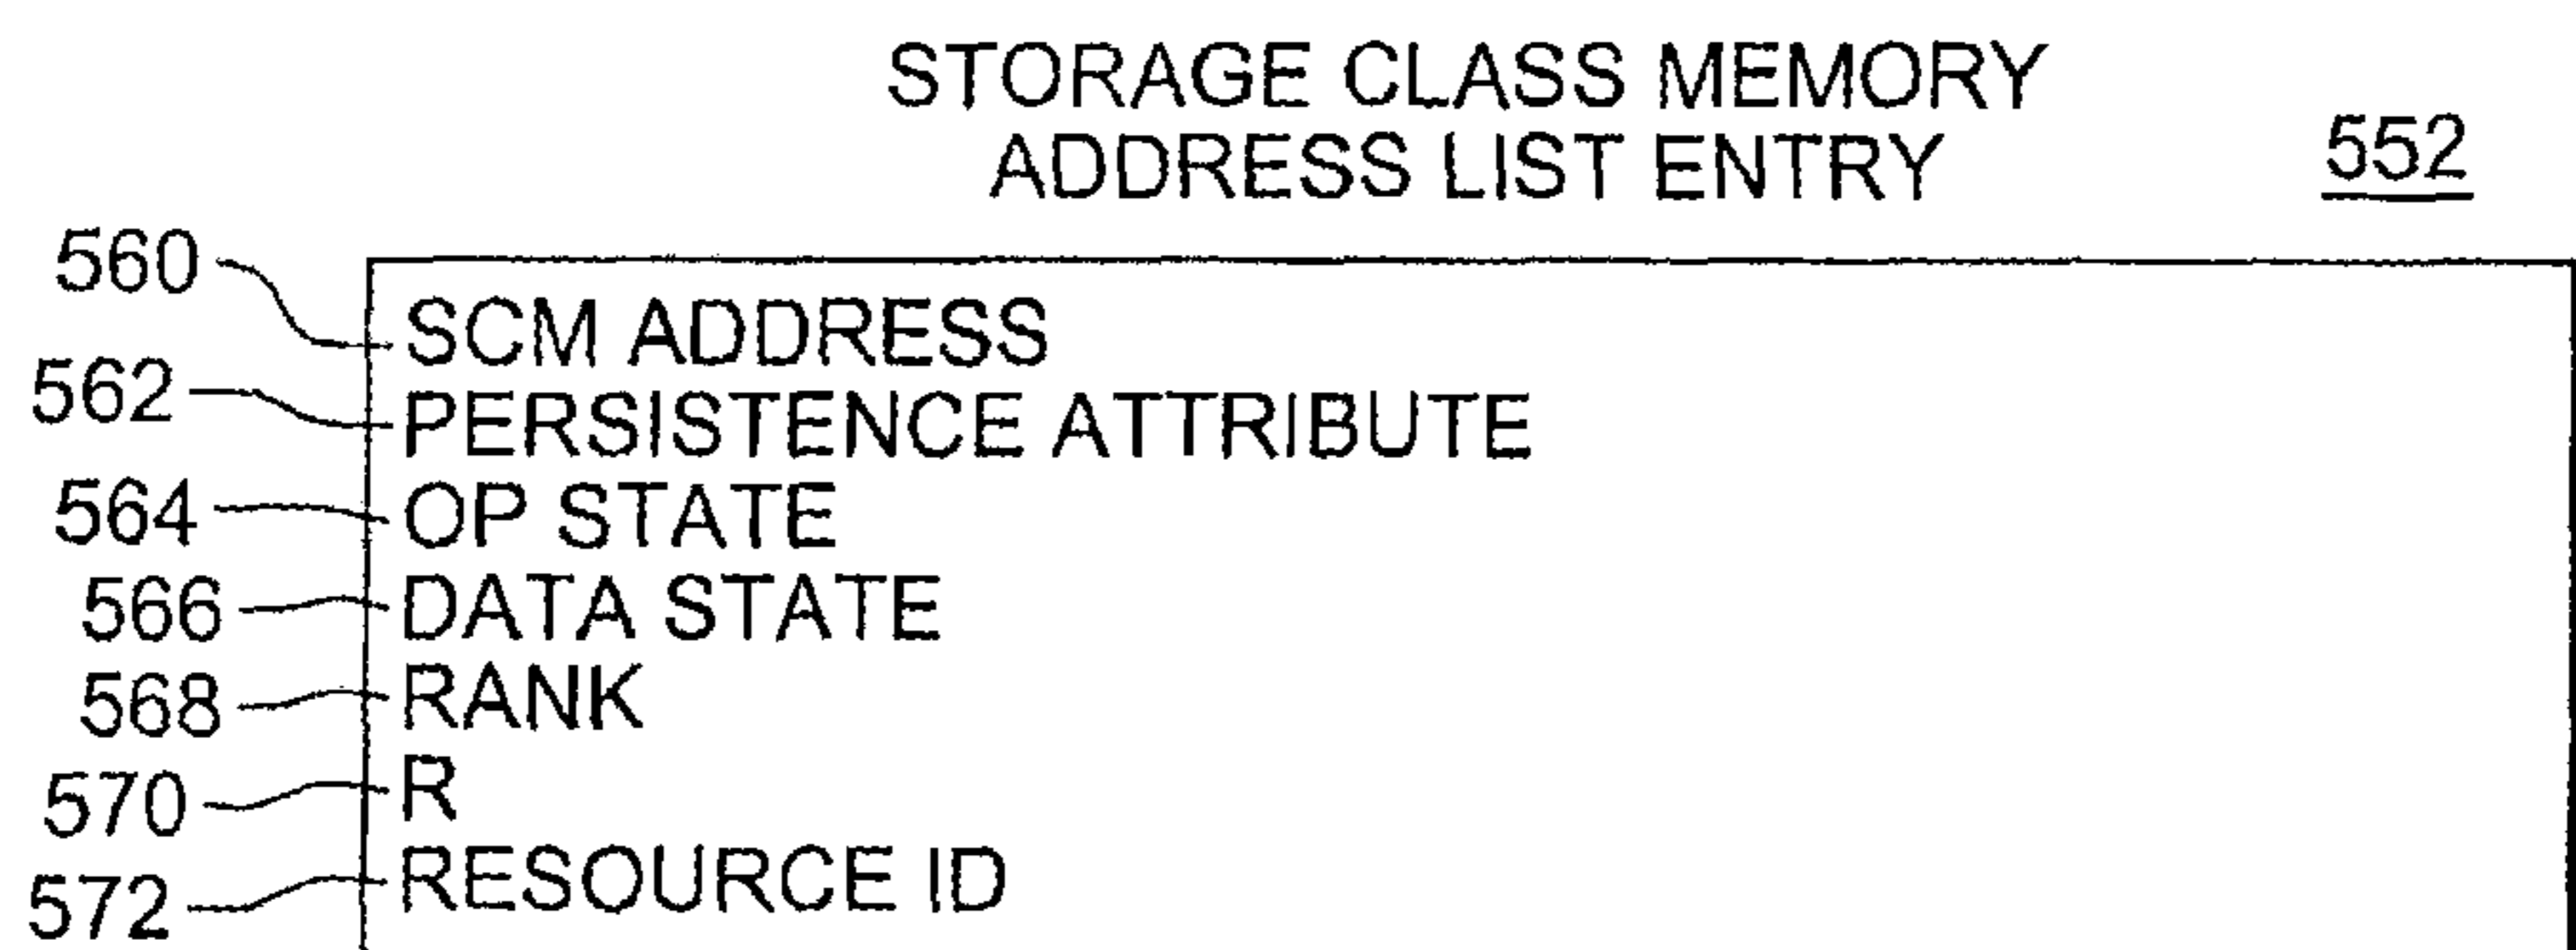 STORAGE CLASS MEMORY
ADDRESS LIST ENTRY
552
560 SCM ADDRESS
562 PERSISTENCE ATTRIBUTE
564 OP STATE
566 DATA STATE
568 RANK
570 R
572 RESOURCE ID